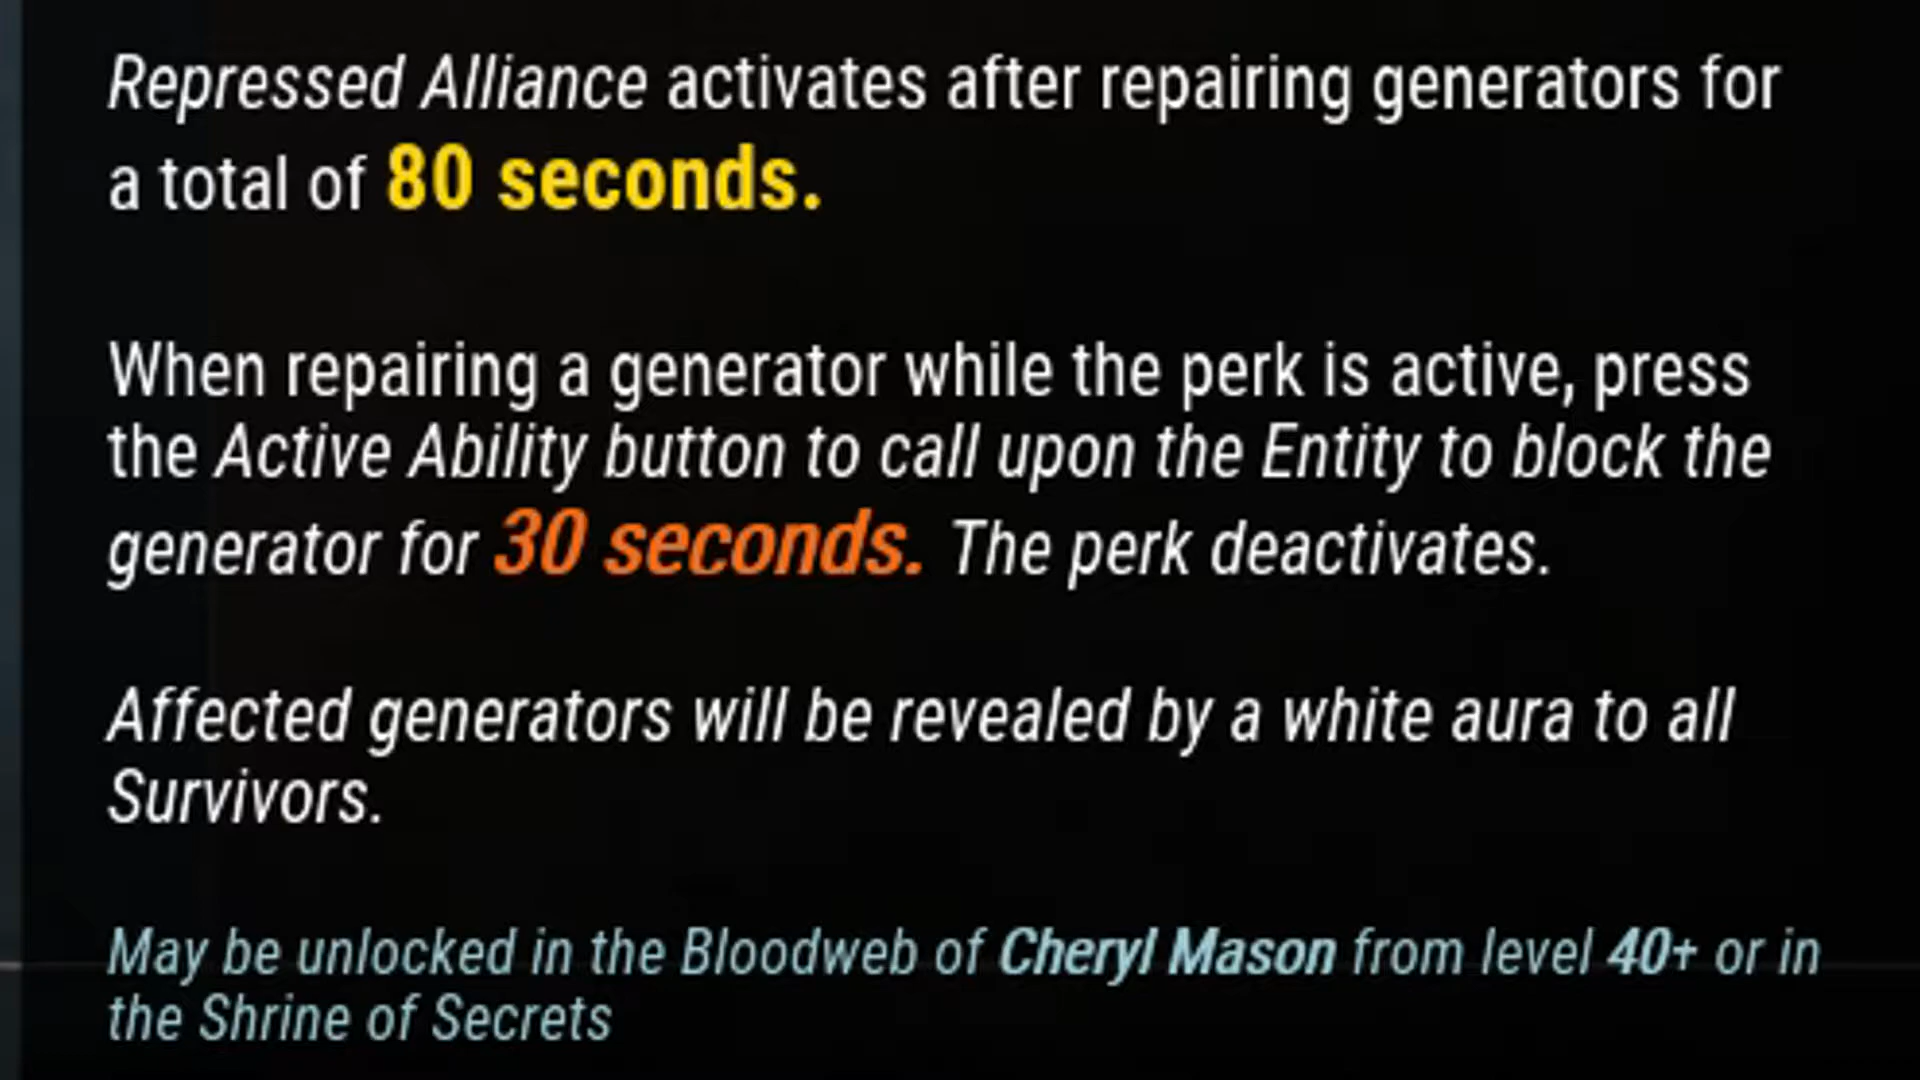 Repressed Alliance activates after repairing generators for
a total of 80 seconds.
When repairing a generator while the perk is active, press
the Active Ability button to call upon the Entity to block the
generator for 30 seconds. The perk deactivates.
Affected generators will be revealed by a white aura to all
Survivors.
May be unlocked in the Bloodweb of Cheryl Mason from level 40+ or in
the Shrine of Secrets